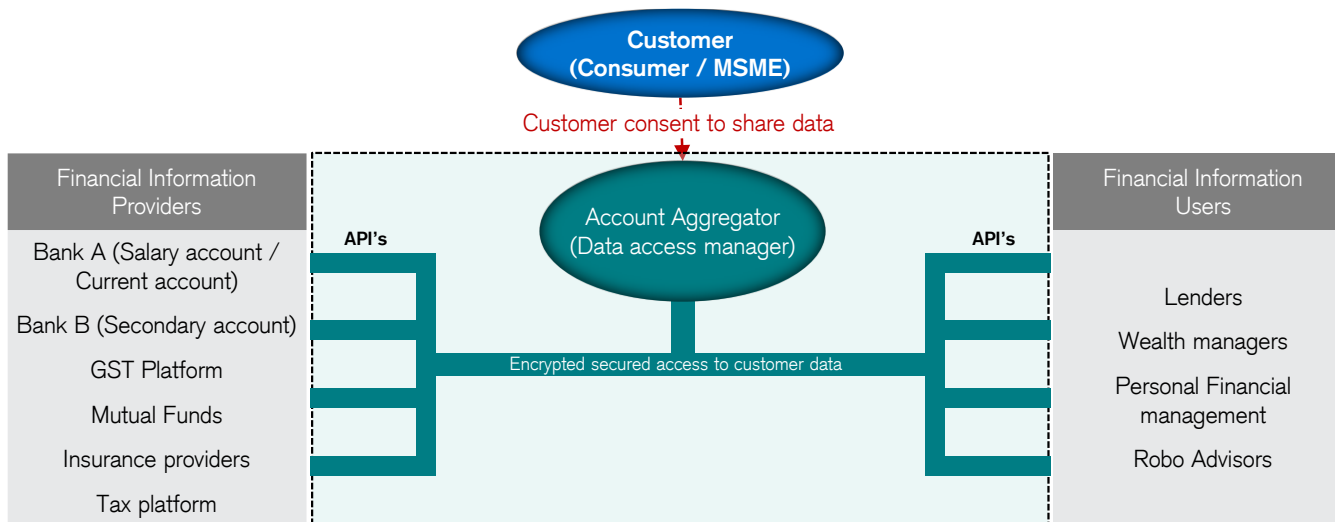 Customer
(Consumer / MSME)
Customer consent to share data
Financial Information
Providers
Bank A (Salary account /
Current account)
Bank B (Secondary account)
GST Platform
Mutual Funds
Insurance providers
Tax platform
API's
Account Aggregator
(Data access manager)
Encrypted secured access to customer data
API's
Financial Information
Users
Lenders
Wealth managers
Personal Financial
management
Robo Advisors